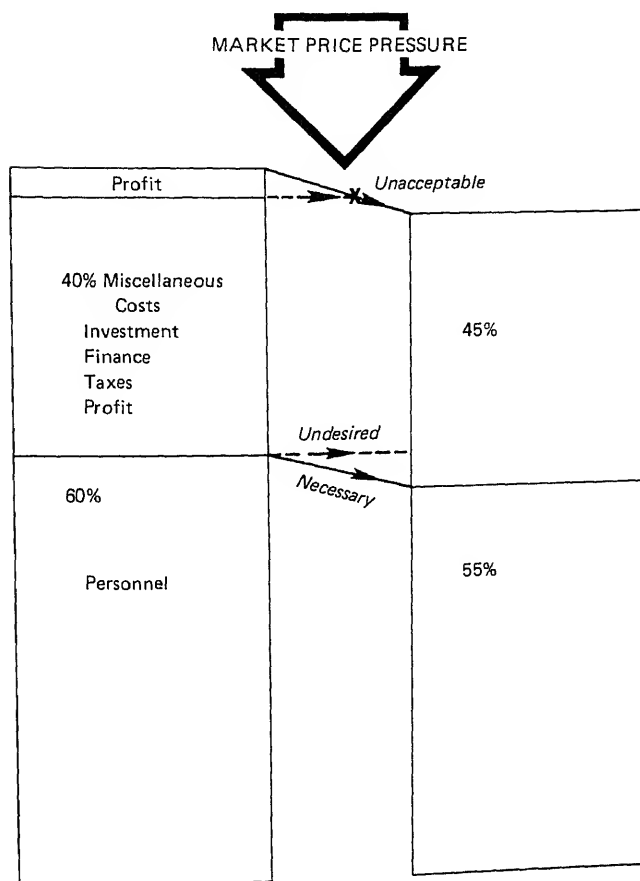 MARKET PRICE PRESSURE
Profit
Unacceptable
40% Miscellaneous
Costs
Investment
Finance
Taxes
Profit
45%
Undesired
Necessary
60%
Personnel
55%